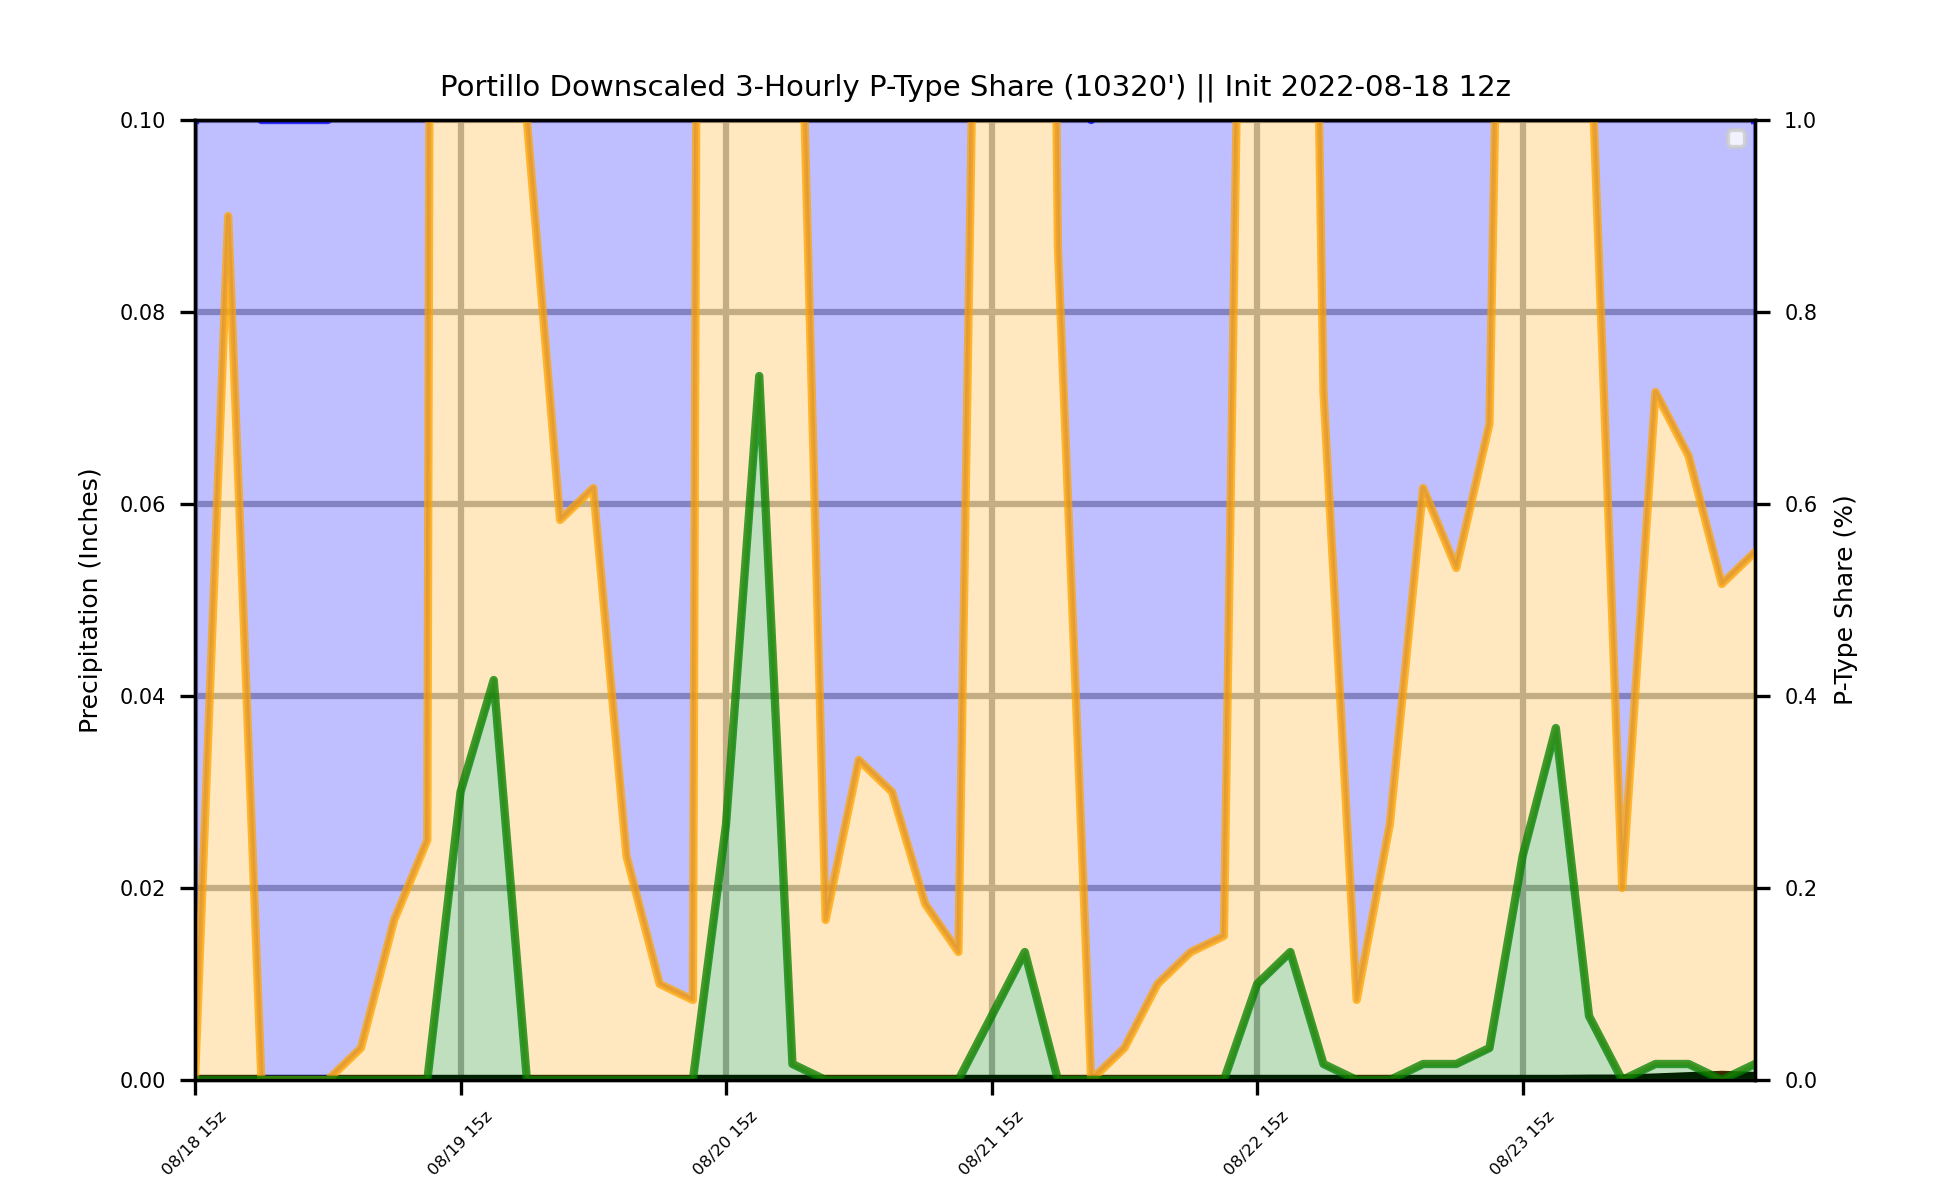 Portillo Downscaled 3-Hourly P-Type Share (10320') || Init 2022-08-18 12z
0.10
0.08
0.06
0.04
0.02
0.00
Precipitation (Inches)
1.0
0.8
0.6
0.4
0.2
0.0
P-Type Share (%)
08/18 15z
08/19 15z
08/20 15z
08/21 15z
08/22 15z
08/23 15z